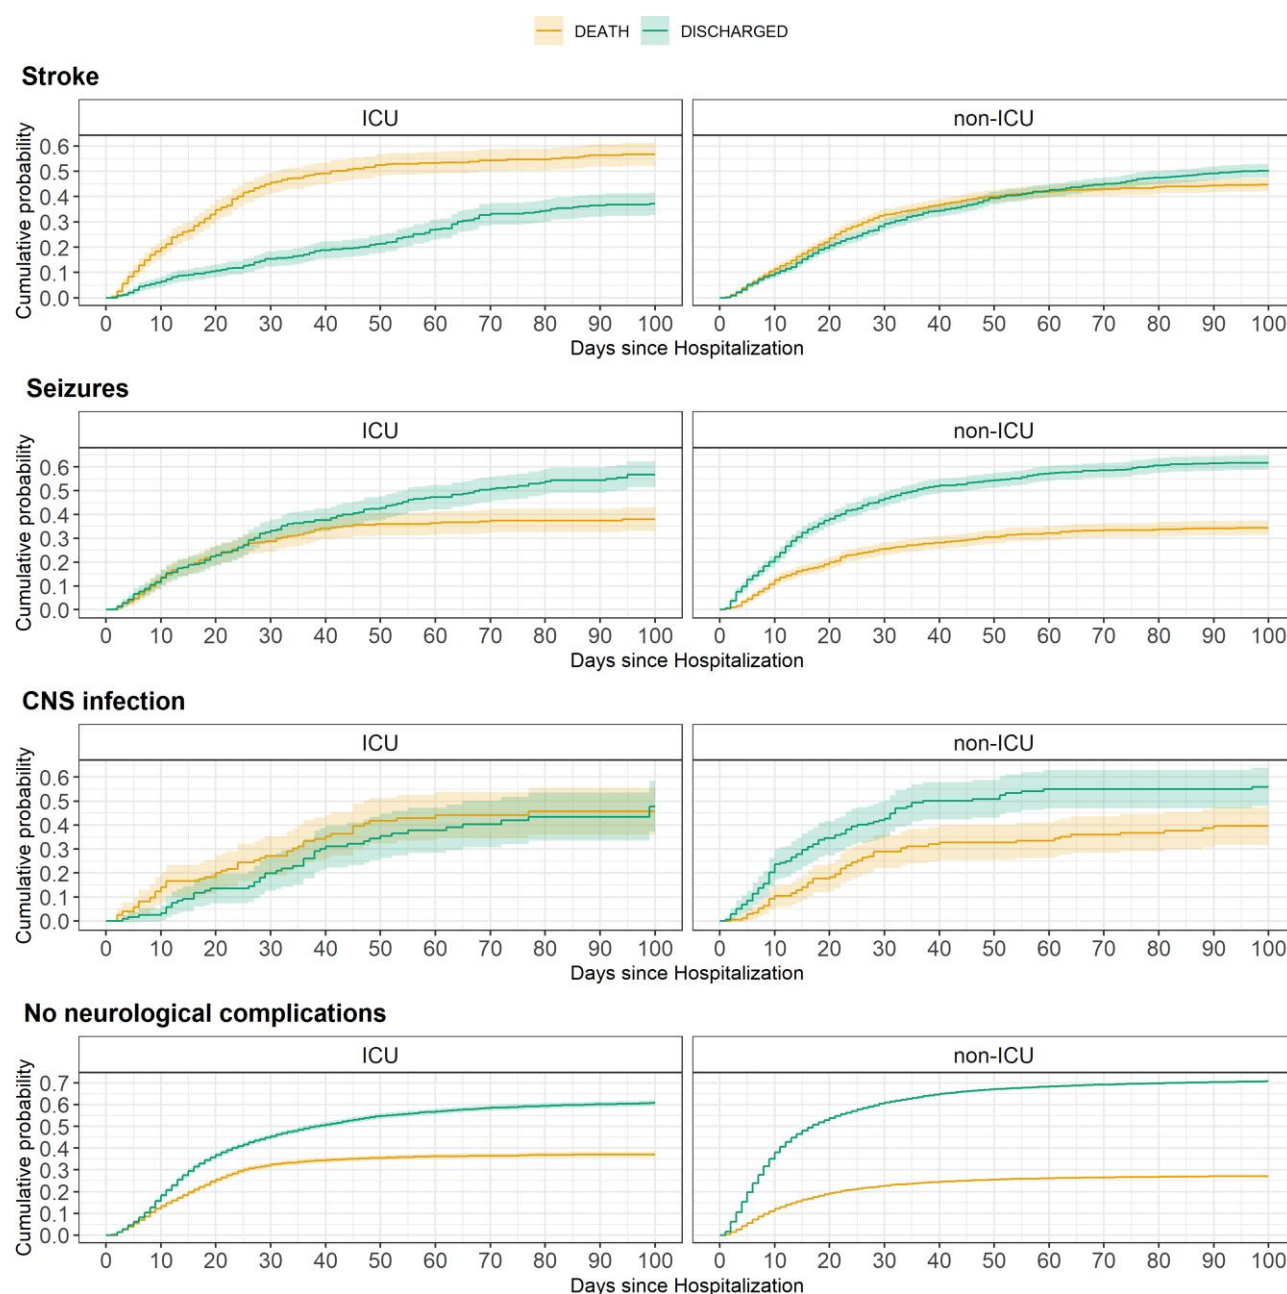 DEATH DISCHARGED
Stroke
ICU non-ICU
Cumulative probability
0.6
0.5
0.4
0.3
0.2
0.1
0.0
0 10 20 30 40 50 60 70 80 90 100 0 10 20 30 40 50 60 70 80 90 100
Days since Hospitalization Days since Hospitalization
Seizures
ICU non-ICU
Cumulative probability
0.6
0.5
0.4
0.3
0.2
0.1
0.0
0 10 20 30 40 50 60 70 80 90 100 0 10 20 30 40 50 60 70 80 90 100
Days since Hospitalization
CNS infection
ICU non-ICU
Cumulative probability
0.6
0.5
0.4
0.3
0.2
0.1
0.0
0 10 20 30 40 50 60 70 80 90 100 0 10 20 30 40 50 60 70 80 90 100
Days since Hospitalization
No neurological complications
ICU non-ICU
Cumulative probability
0.7
0.6
0.5
0.4
0.3
0.2
0.1
0.0
0 10 20 30 40 50 60 70 80 90 100 0 10 20 30 40 50 60 70 80 90 100
Days since Hospitalization